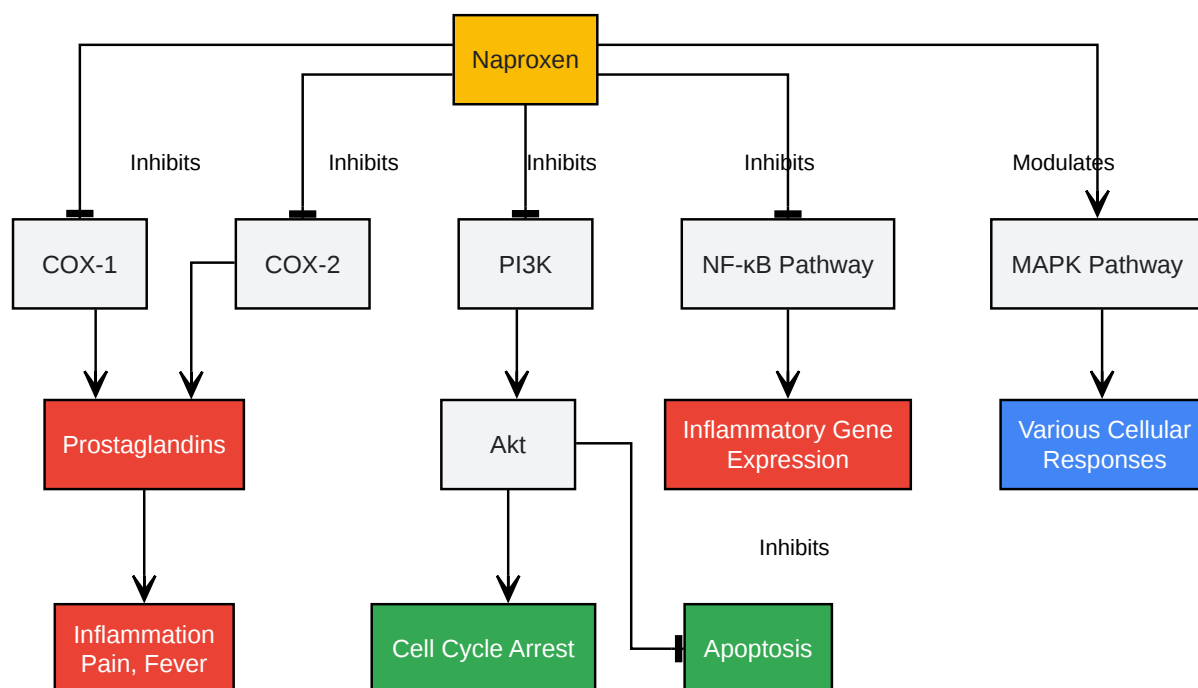 Naproxen
Inhibits
Inhibits
Inhibits
Inhibits
Modulates
COX-1
COX-2
PI3K
NF-κB Pathway
MAPK Pathway
Prostaglandins
Akt
Inflammatory Gene
Expression
Various Cellular
Responses
Inhibits
Inflammation
Pain, Fever
Cell Cycle Arrest
Apoptosis